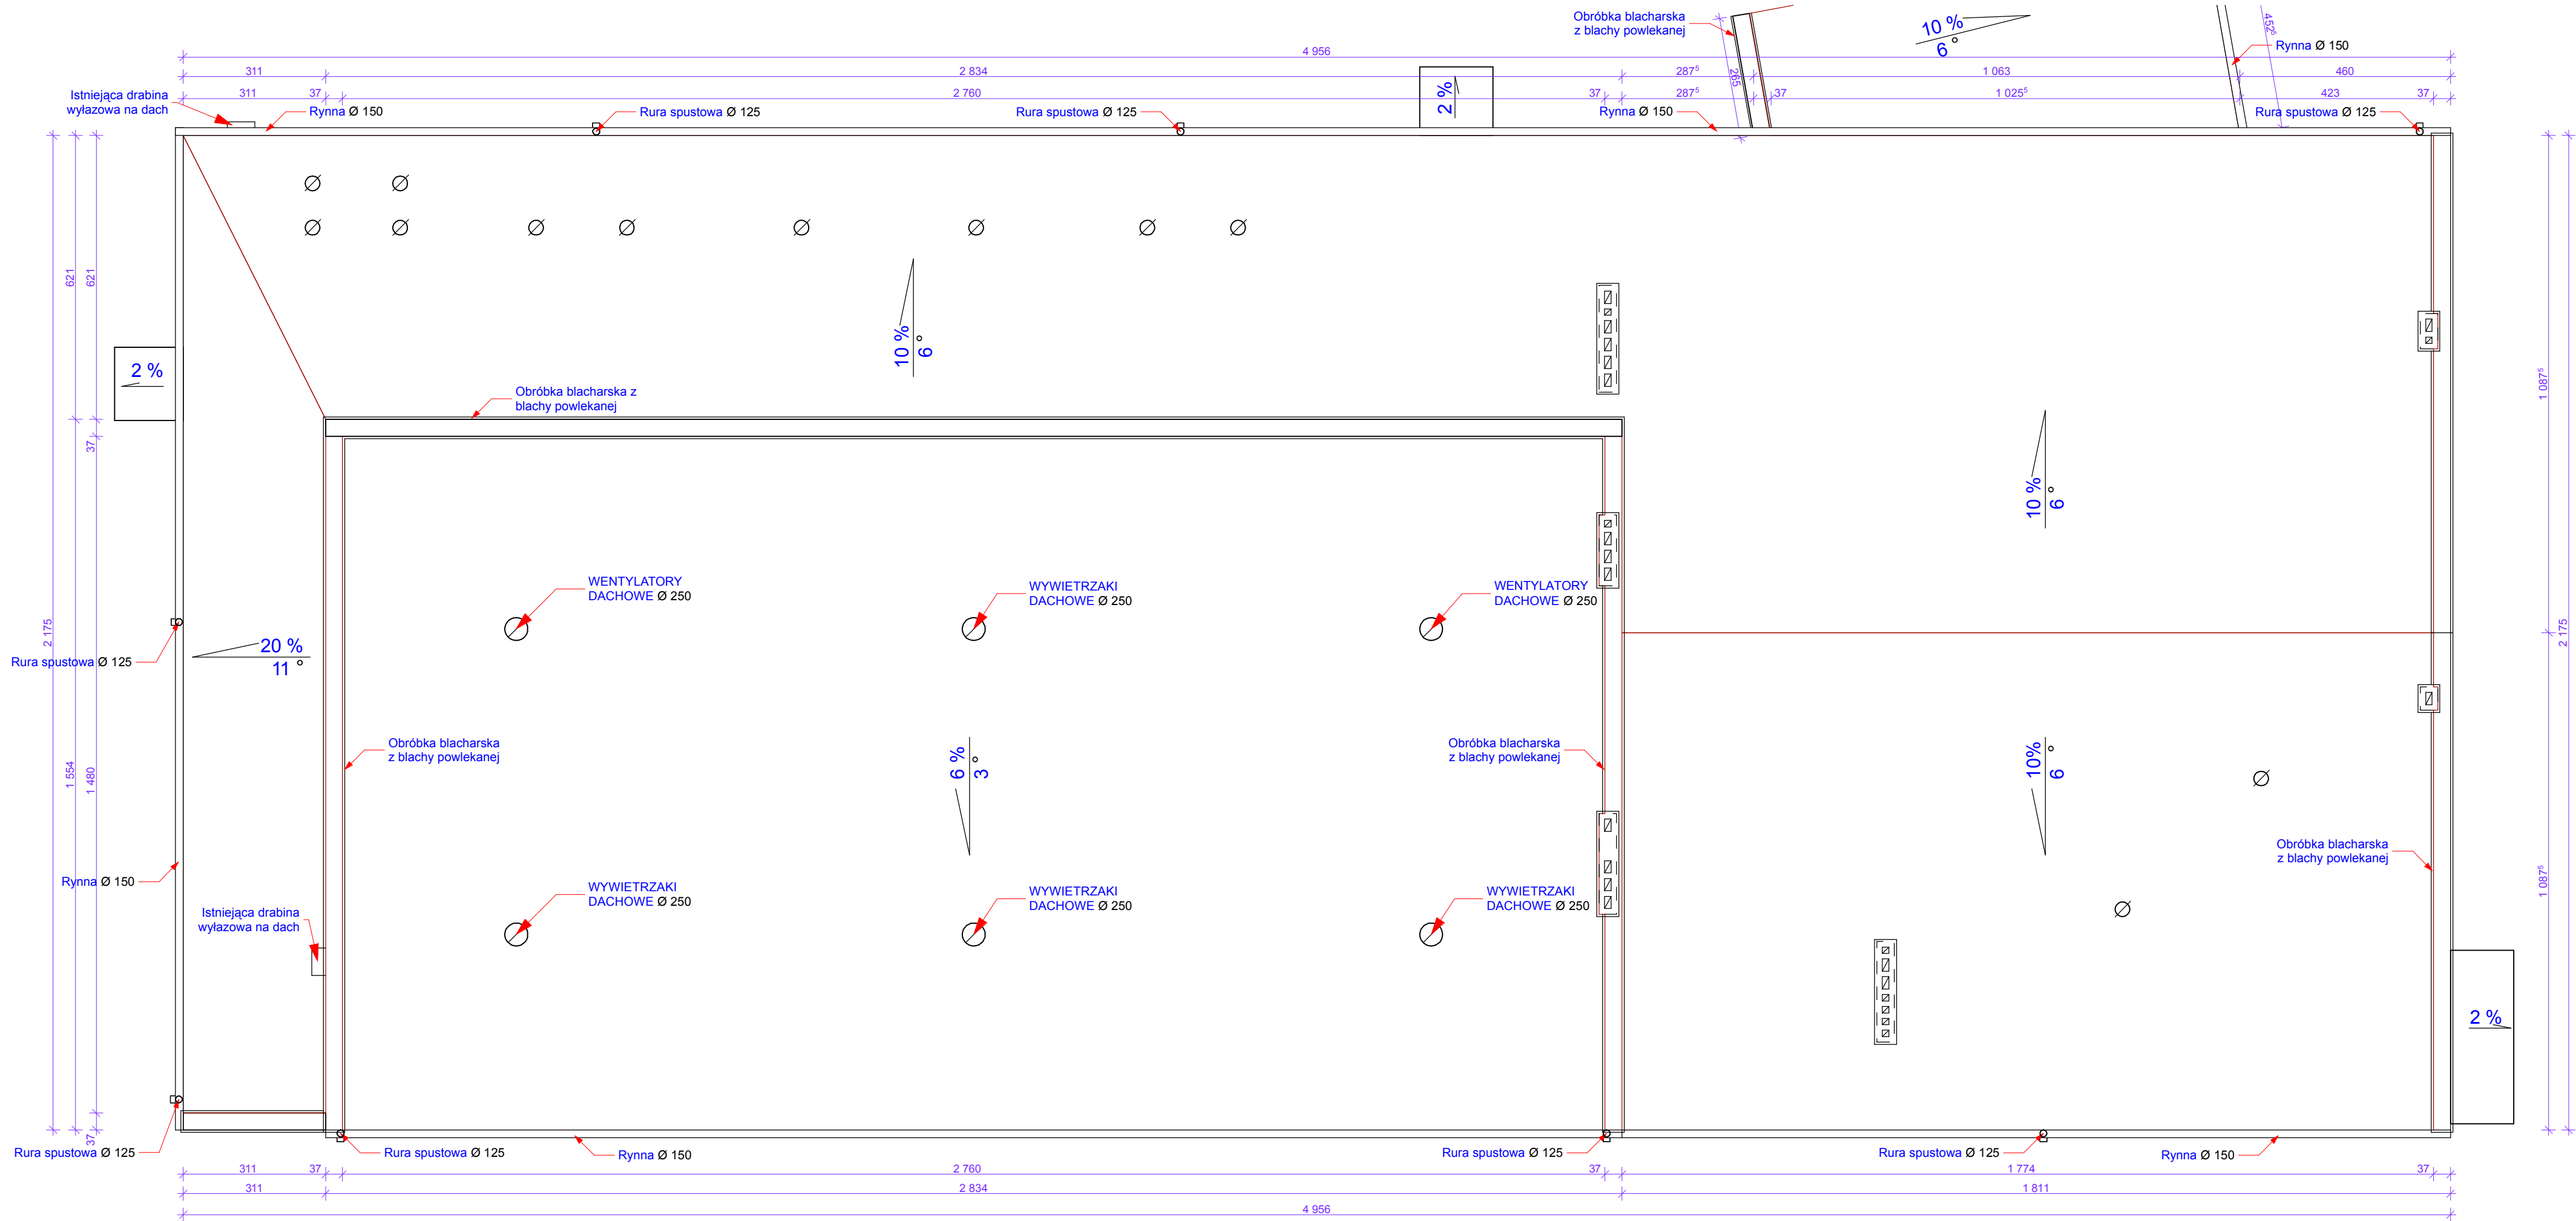 Obróbka blacharska
z blachy powlekanej
10 %
6 °
452⁵
Rynna Ø 150
4 956
311
2 834
287⁵
265
1 063
460
Istniejąca drabina
wyłazowa na dach
311
37
2 760
37
287⁵
37
1 025⁵
423
37
2 %
Rynna Ø 150
Rura spustowa Ø 125
Rura spustowa Ø 125
Rynna Ø 150
Rura spustowa Ø 125
621
621
10 %
6 °
1 087⁵
2 %
Obróbka blacharska z
blachy powlekanej
37
10 %
6 °
WENTYLATORY
DACHOWE Ø 250
WYWIETRZAKI
DACHOWE Ø 250
WENTYLATORY
DACHOWE Ø 250
2 175
20 %
11 °
2 175
Rura spustowa Ø 125
1 554
1 480
Obróbka blacharska
z blachy powlekanej
6 %
3 °
Obróbka blacharska
z blachy powlekanej
10%
6 °
Obróbka blacharska
z blachy powlekanej
1 087⁵
Rynna Ø 150
WYWIETRZAKI
DACHOWE Ø 250
WYWIETRZAKI
DACHOWE Ø 250
WYWIETRZAKI
DACHOWE Ø 250
Istniejąca drabina
wyłazowa na dach
2 %
37
Rura spustowa Ø 125
Rura spustowa Ø 125
Rynna Ø 150
Rura spustowa Ø 125
Rura spustowa Ø 125
Rynna Ø 150
311
37
2 760
37
1 774
37
311
2 834
1 811
4 956